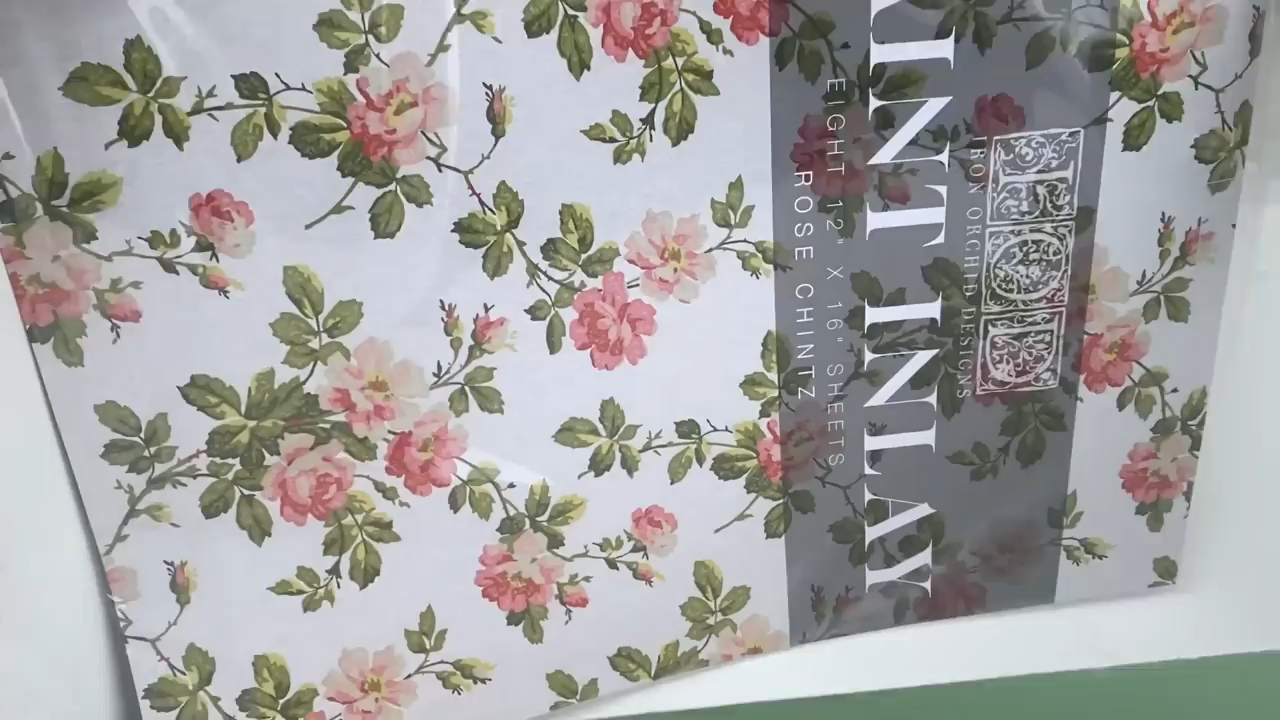 IOD
IRON ORCHID DESIGNS
INT INLAY
EIGHT 12" X 16" SHEETS
ROSE CHINTZ